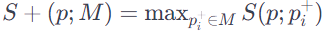 S + (p; M) = max_{p_i^+ ∈ M} S(p; p_i^+)